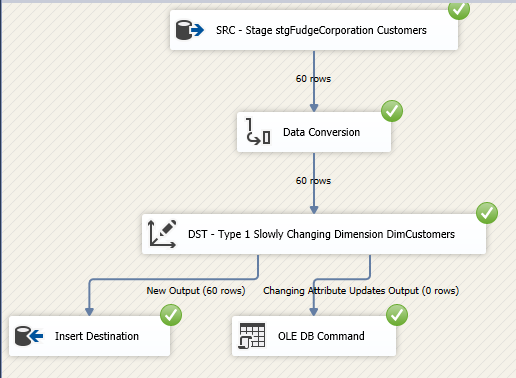 SRC - Stage stgFudgeCorporation Customers
60 rows
Data Conversion
60 rows
DST - Type 1 Slowly Changing Dimension DimCustomers
New Output (60 rows)
Changing Attribute Updates Output (0 rows)
Insert Destination
OLE DB Command